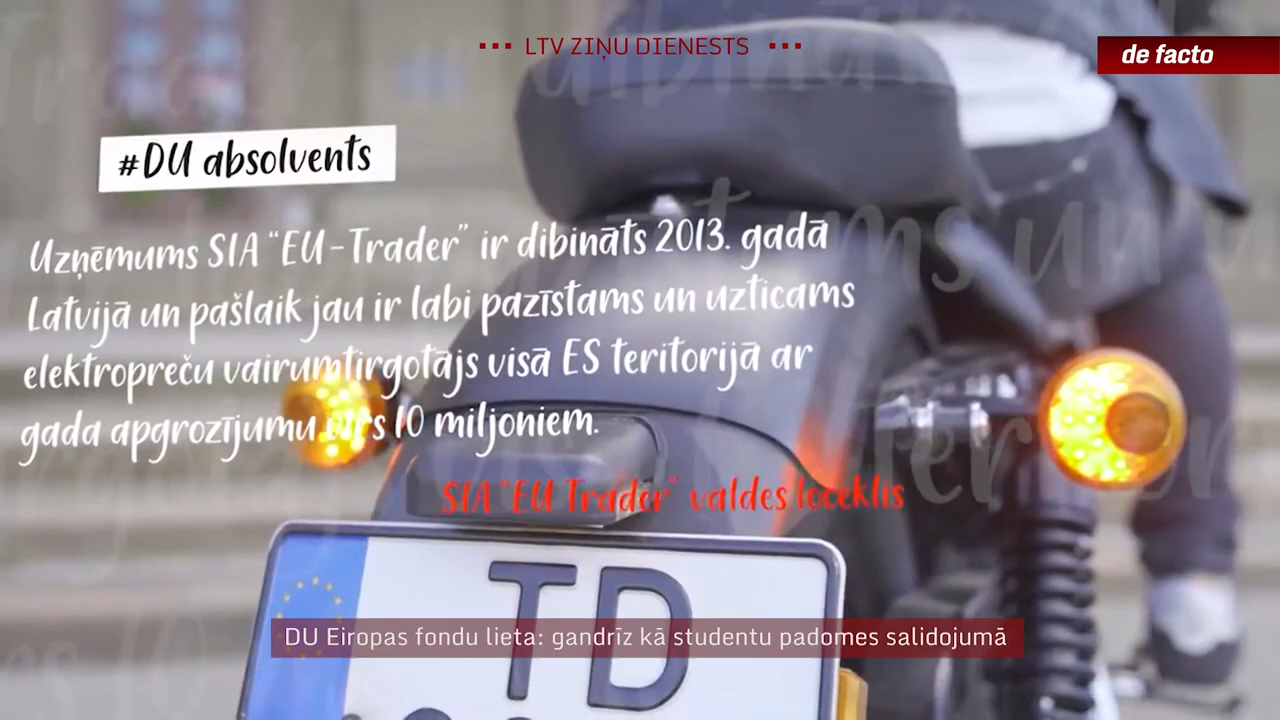 LTV ZIŅU DIENESTS
de facto
#DU absolvents
Uzņēmums SIA “EU-Trader” ir dibināts 2013. gadā
Latvijā un pašlaik jau ir labi pazīstams un uzticams
elektropreču vairumtirgotājs visā ES teritorijā ar
gada apgrozījumu virs 10 miljoniem.
SIA “EU Trader” valdes loceklis
TD
DU Eiropas fondu lieta: gandrīz kā studentu padomes salidojumā